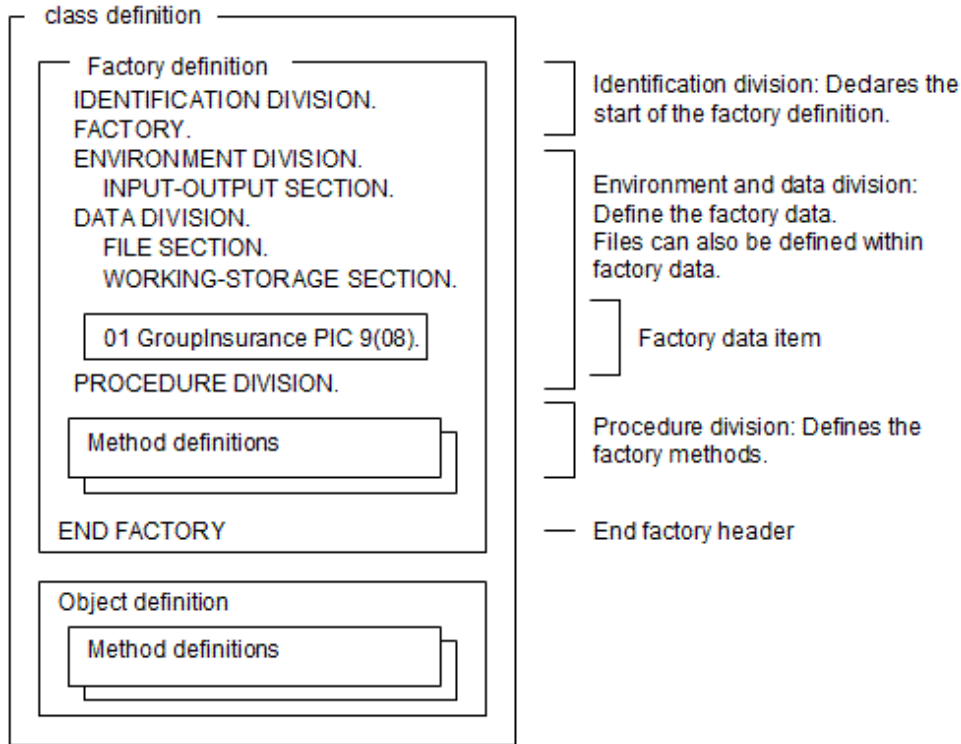 class definition
Factory definition
IDENTIFICATION DIVISION.
FACTORY.
ENVIRONMENT DIVISION.
INPUT-OUTPUT SECTION.
DATA DIVISION.
FILE SECTION.
WORKING-STORAGE SECTION.
01 GroupInsurance PIC 9(08).
PROCEDURE DIVISION.
Method definitions
END FACTORY
Object definition
Method definitions
Identification division: Declares the
start of the factory definition.
Environment and data division:
Define the factory data.
Files can also be defined within
factory data.
Factory data item
Procedure division: Defines the
factory methods.
End factory header